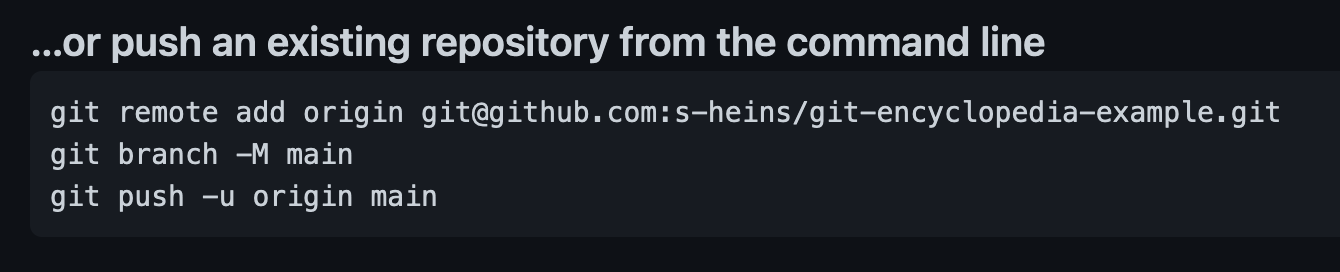 ...or push an existing repository from the command line
git remote add origin git@github.com:s-heins/git-encyclopedia-example.git
git branch -M main
git push -u origin main